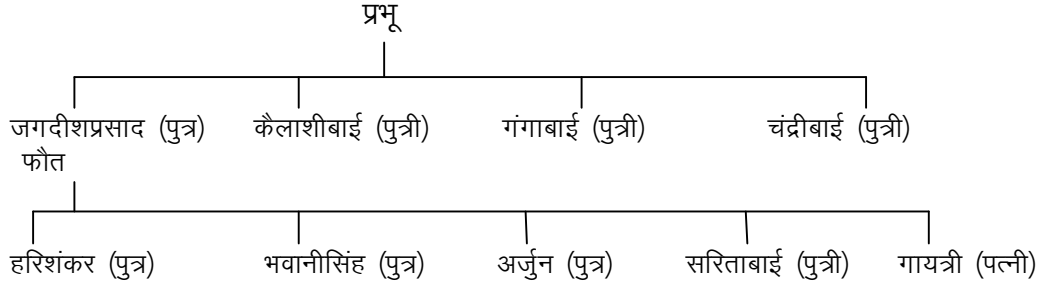 प्रभू
जगदीशप्रसाद (पुत्र) कैलाशीबाई (पुत्री) गंगाबाई (पुत्री) चंद्रीबाई (पुत्री)
फौत
हरिशंकर (पुत्र) भवानीसिंह (पुत्र) अर्जुन (पुत्र) सरिताबाई (पुत्री) गायत्री (पत्नी)